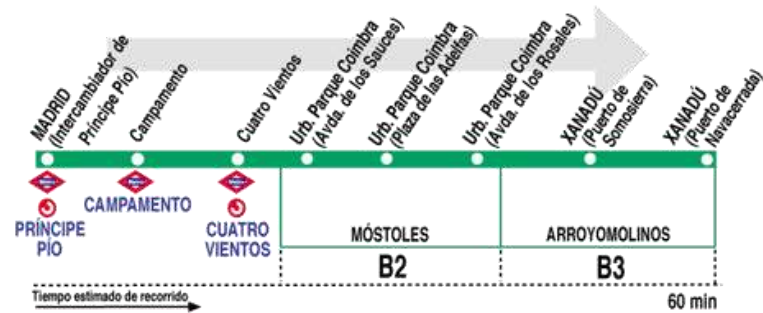 MADRID
(Intercambiador de
Príncipe Pío)
Campamento
Cuatro Vientos
Urb. Parque Coimbra
(Avda. de los Sauces)
Urb. Parque Coimbra
(Plaza de las Adelfas)
Urb. Parque Coimbra
(Avda. de los Rosales)
XANADÚ
(Puerto de
Somosierra)
XANADÚ
(Puerto de
Navacerrada)
PRÍNCIPE
PÍO
CAMPAMENTO
CUATRO
VIENTOS
MÓSTOLES
ARROYOMOLINOS
B2
B3
Tiempo estimado de recorrido
60 min